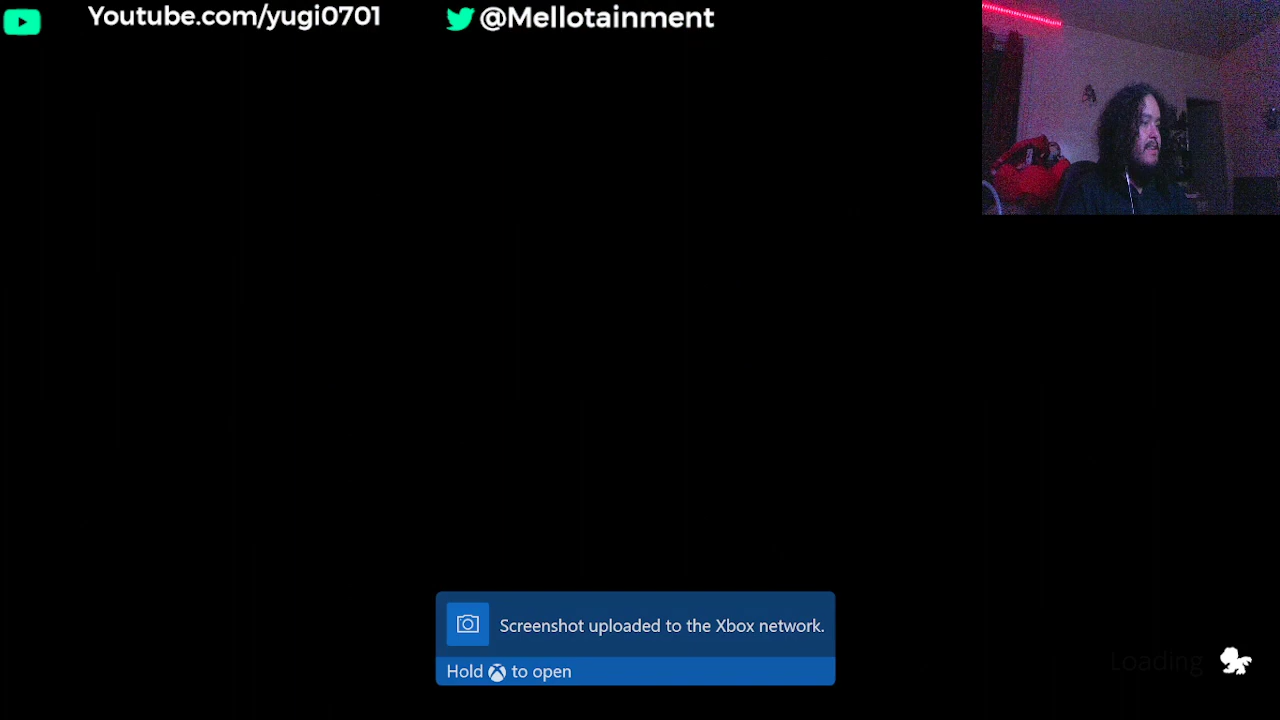 Youtube.com/yugi0701
@Mellotainment
Screenshot uploaded to the Xbox network.
Hold to open
Loading